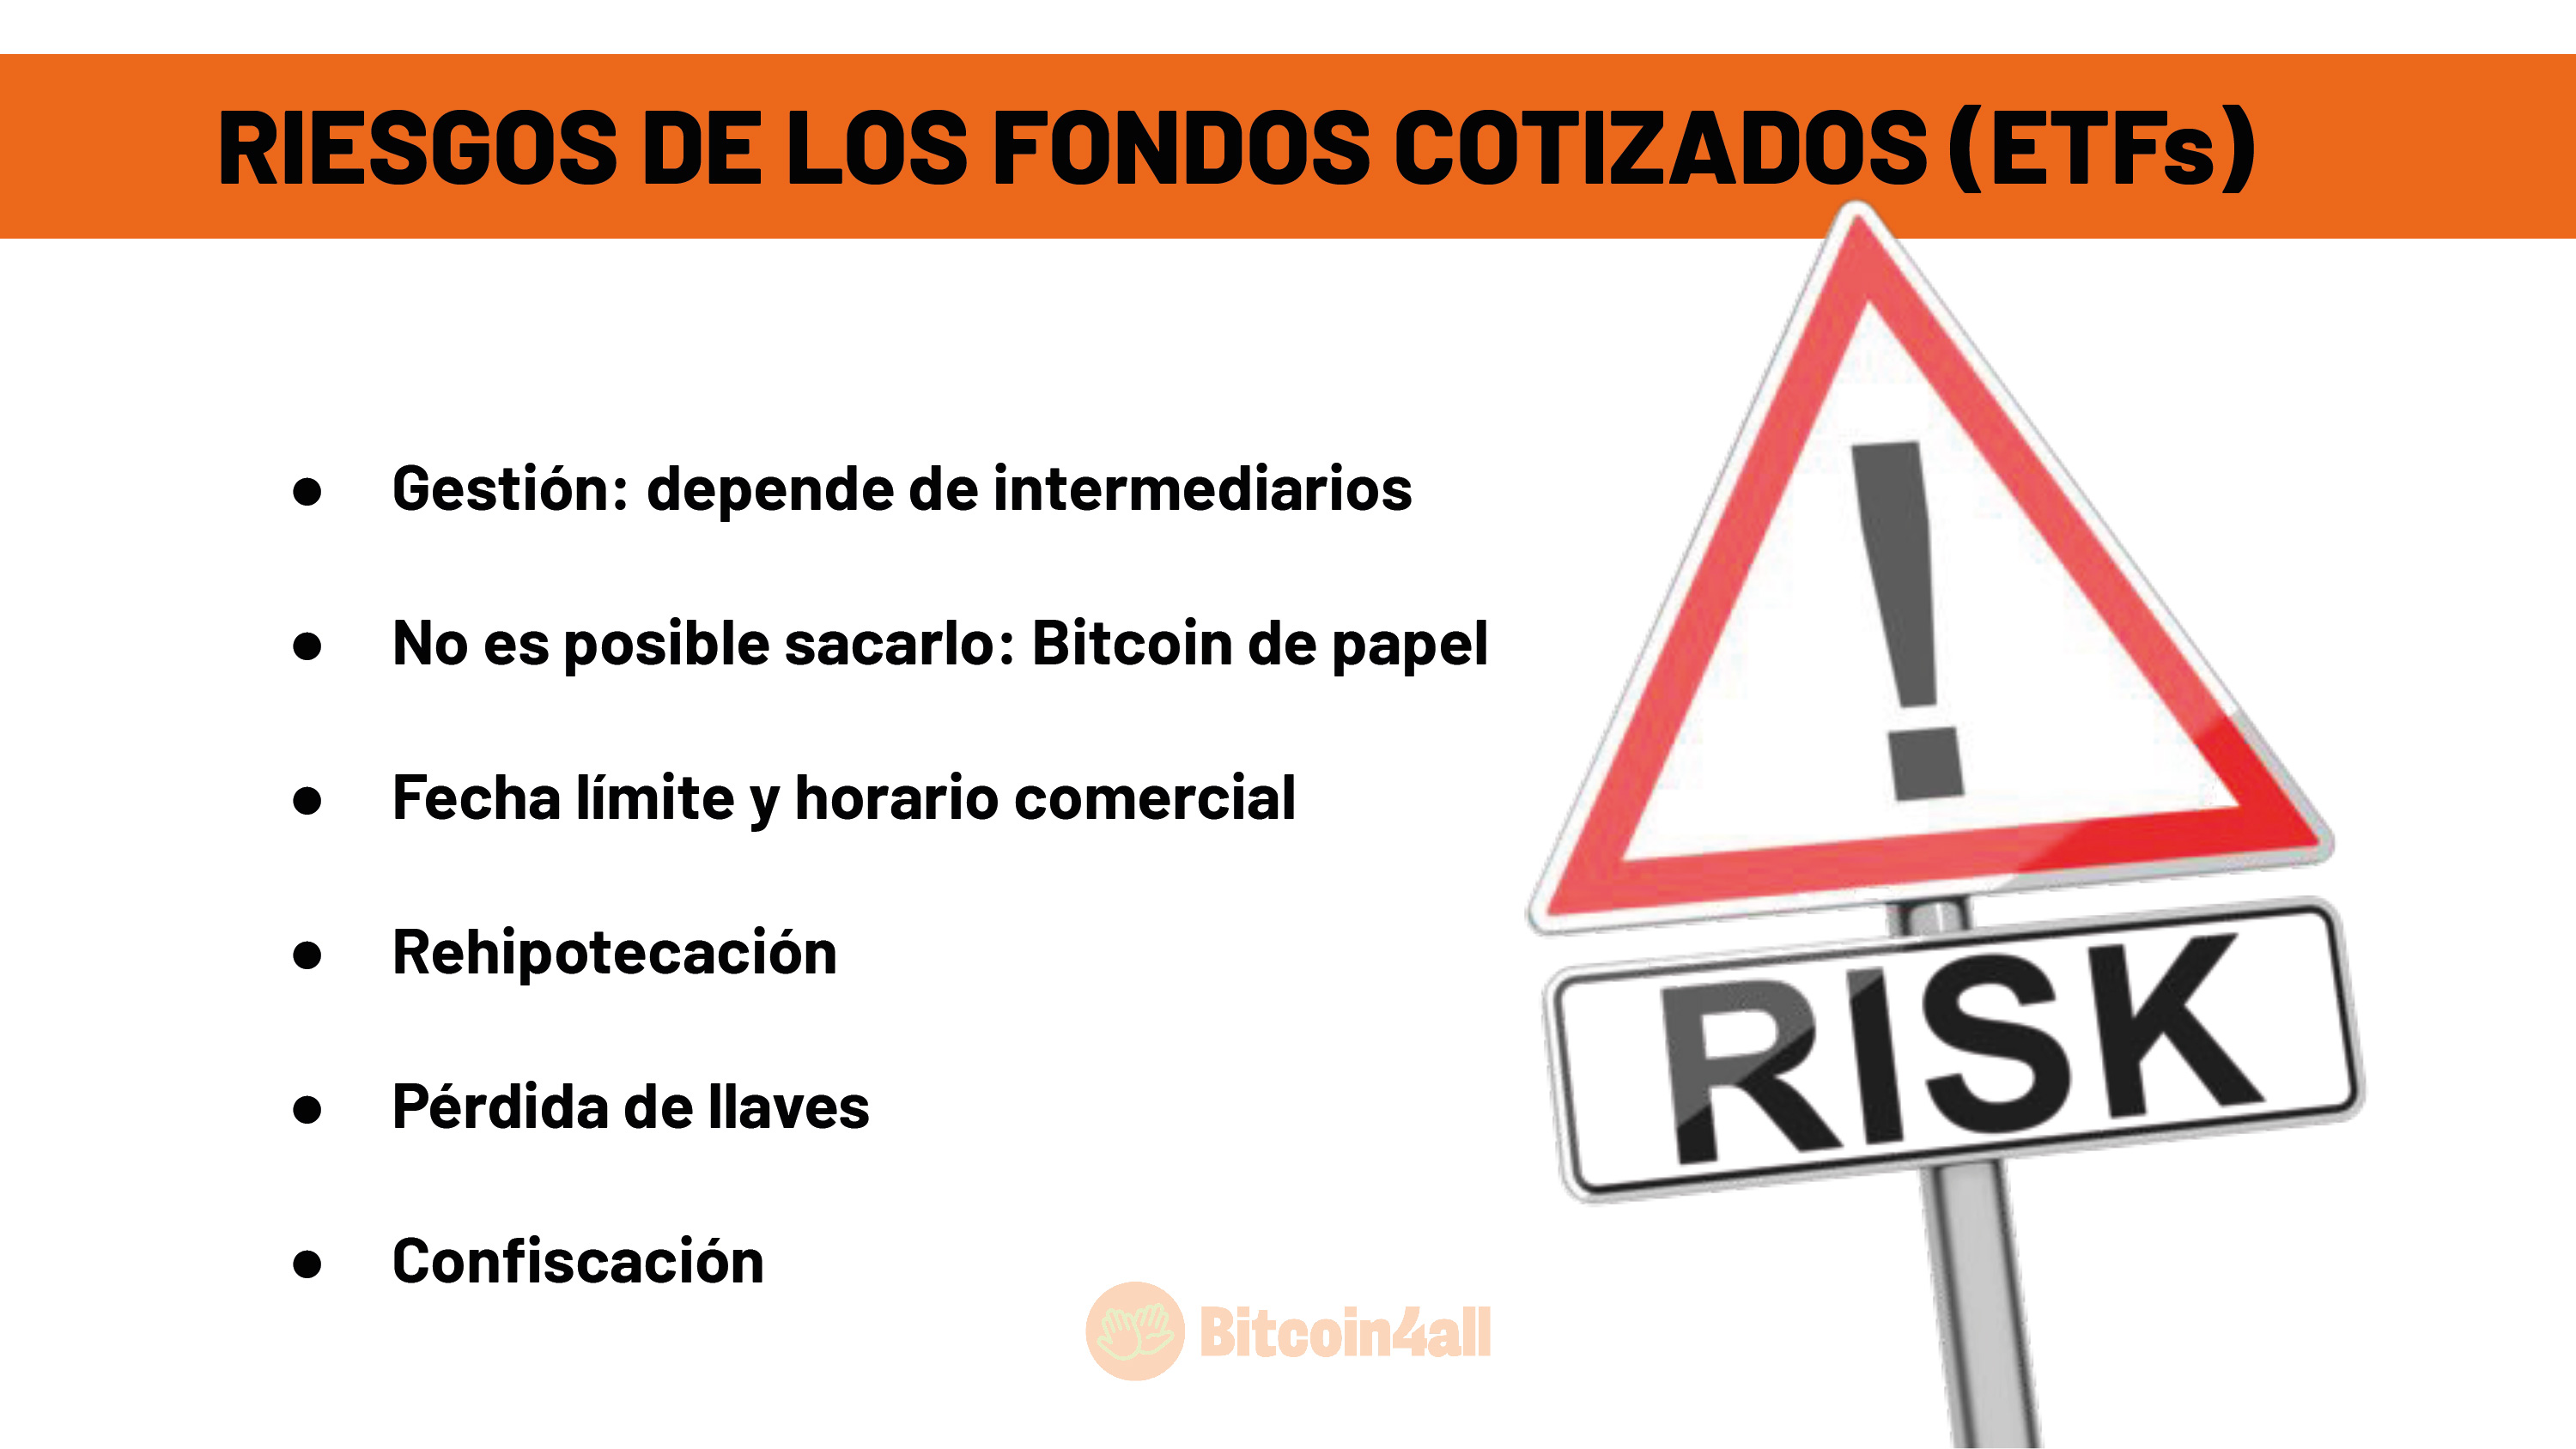 RIESGOS DE LOS FONDOS COTIZADOS (ETFs)
● Gestión: depende de intermediarios
● No es posible sacarlo: Bitcoin de papel
● Fecha límite y horario comercial
● Rehipotecación
● Pérdida de llaves
● Confiscación
!
RISK
Bitcoin4all